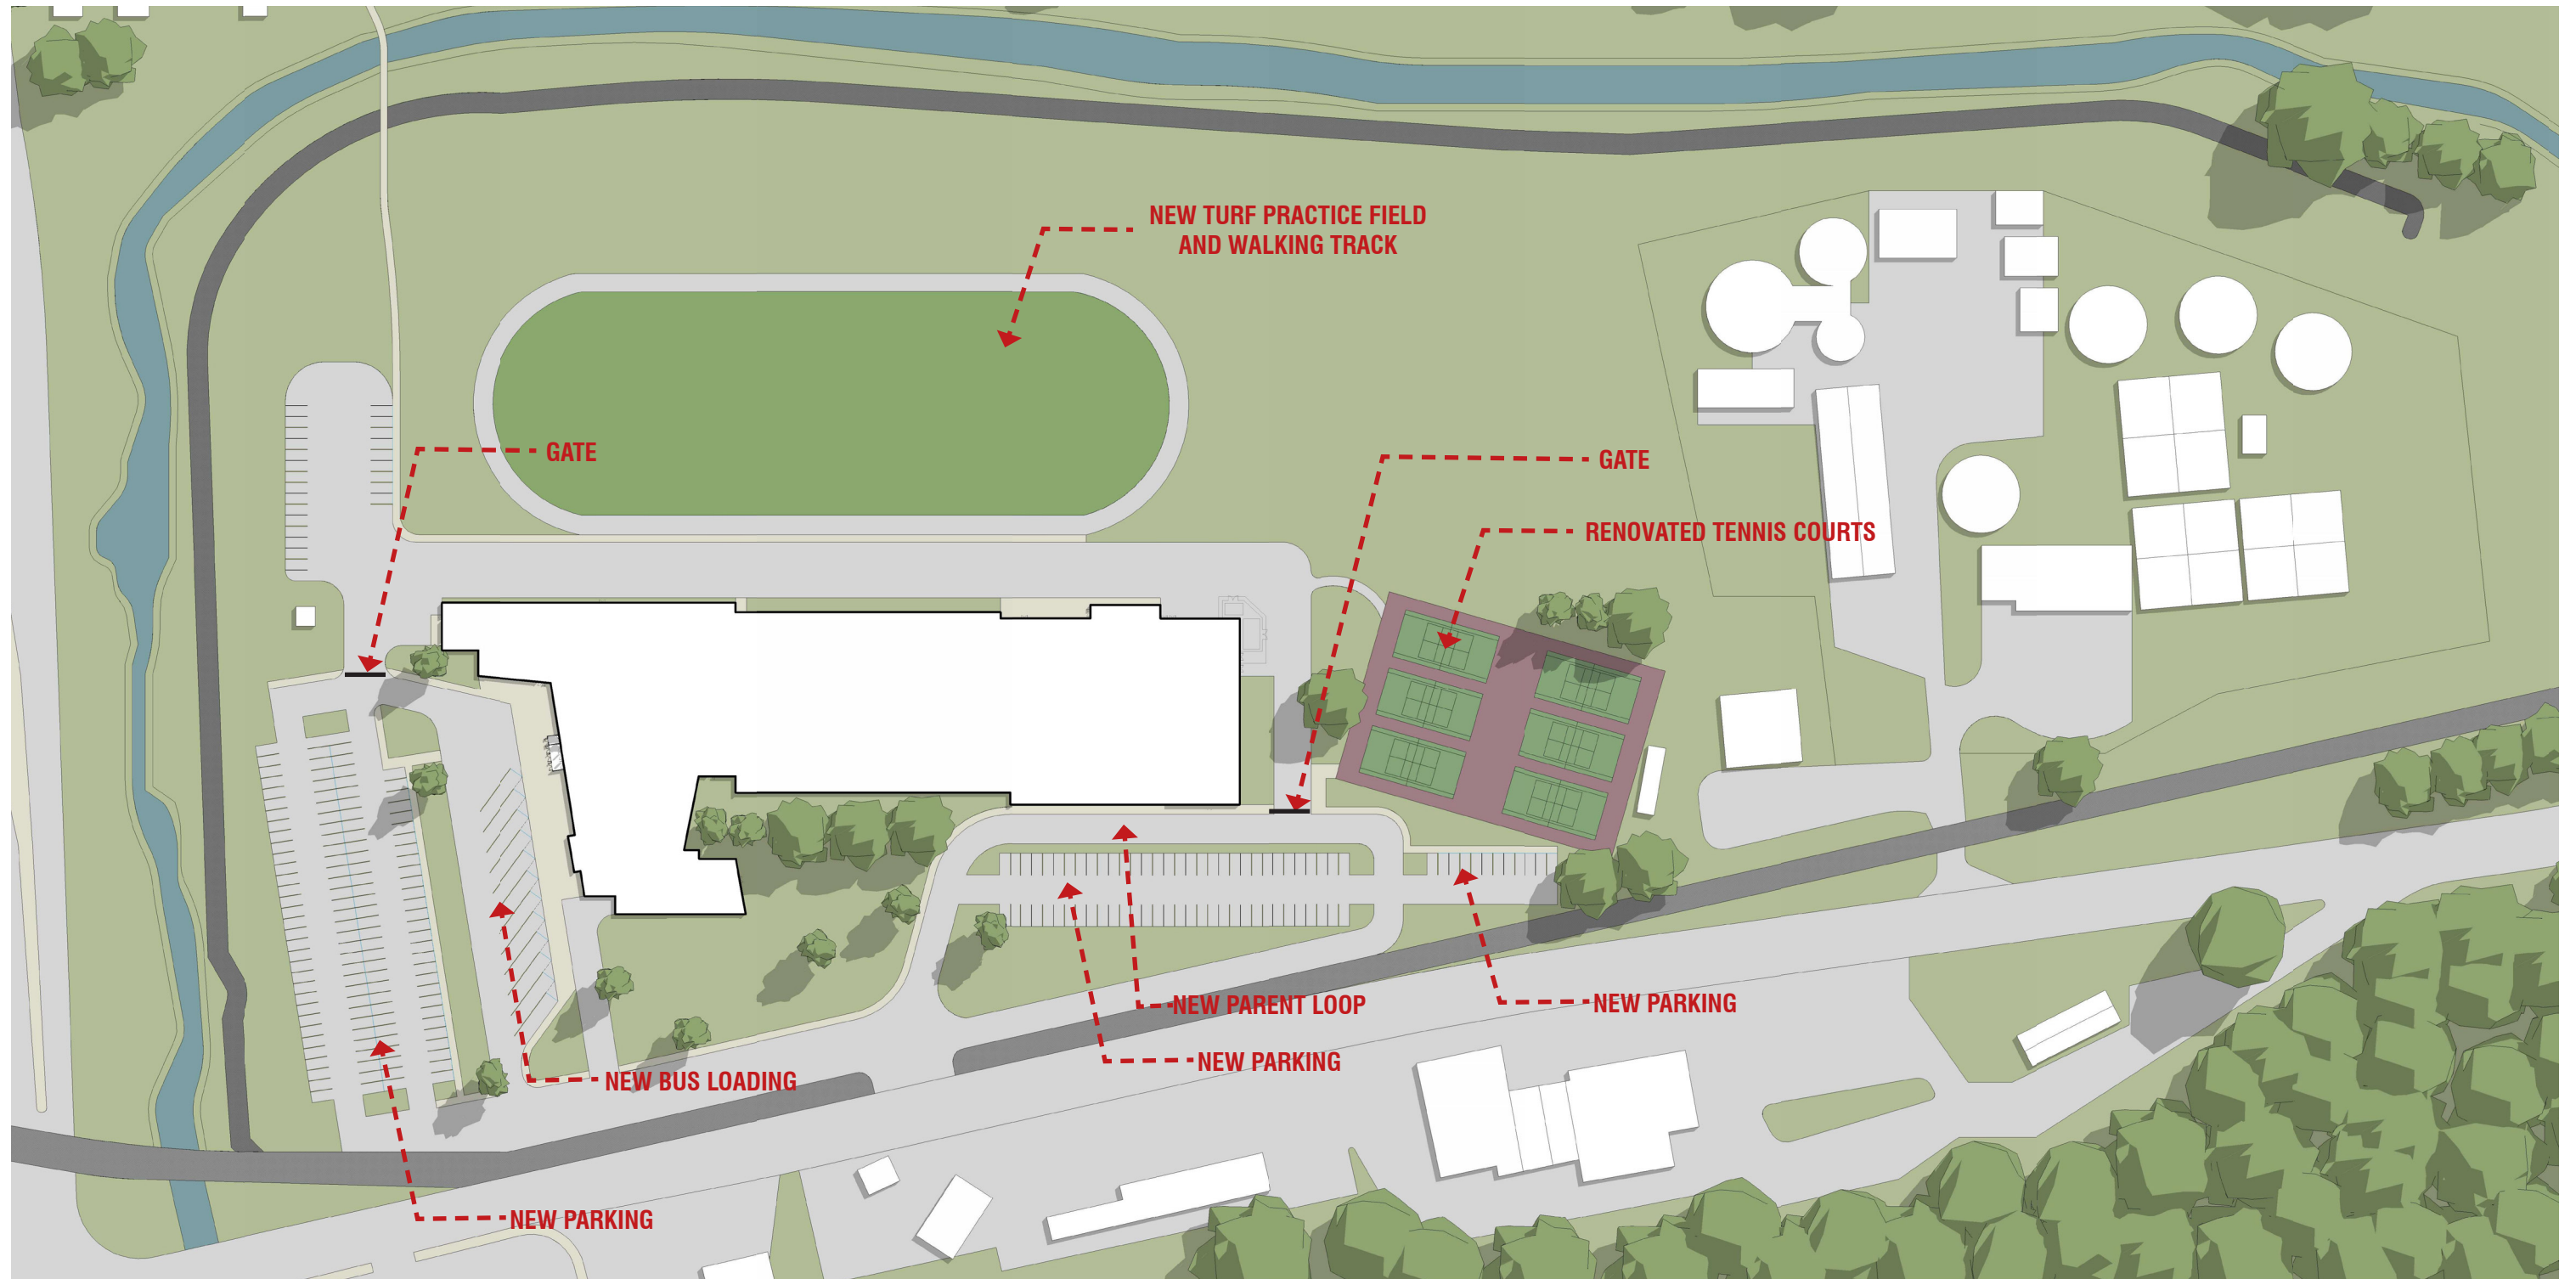 NEW TURF PRACTICE FIELD
AND WALKING TRACK
GATE
GATE
RENOVATED TENNIS COURTS
NEW PARENT LOOP
NEW PARKING
NEW PARKING
NEW BUS LOADING
NEW PARKING